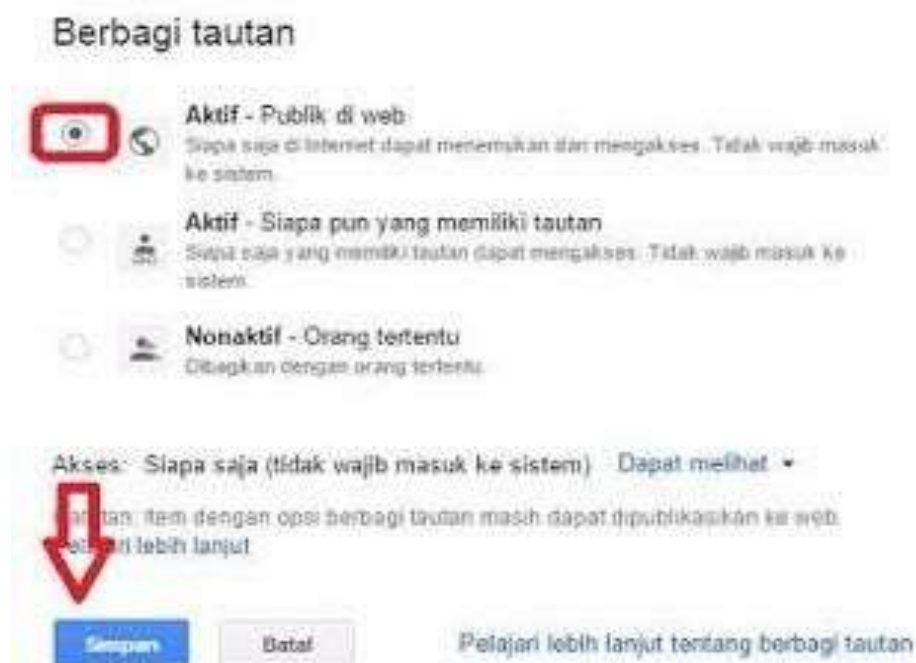 Berbagi tautan
Aktif - Publik di web
Siapa saja di Internet dapat menemukan dan mengakses. Tidak wajib masuk
ke sistem.
Aktif - Siapa pun yang memiliki tautan
Siapa saja yang memiliki tautan dapat mengakses. Tidak wajib masuk ke
sistem.
Nonaktif - Orang tertentu
Dibagikan dengan orang tertentu.
Akses: Siapa saja (tidak wajib masuk ke sistem) Dapat melihat
Item dengan opsi berbagi tautan masih dapat dipublikasikan ke web.
lebih lanjut
Simpan Batal Pelajari lebih lanjut tentang berbagi tautan